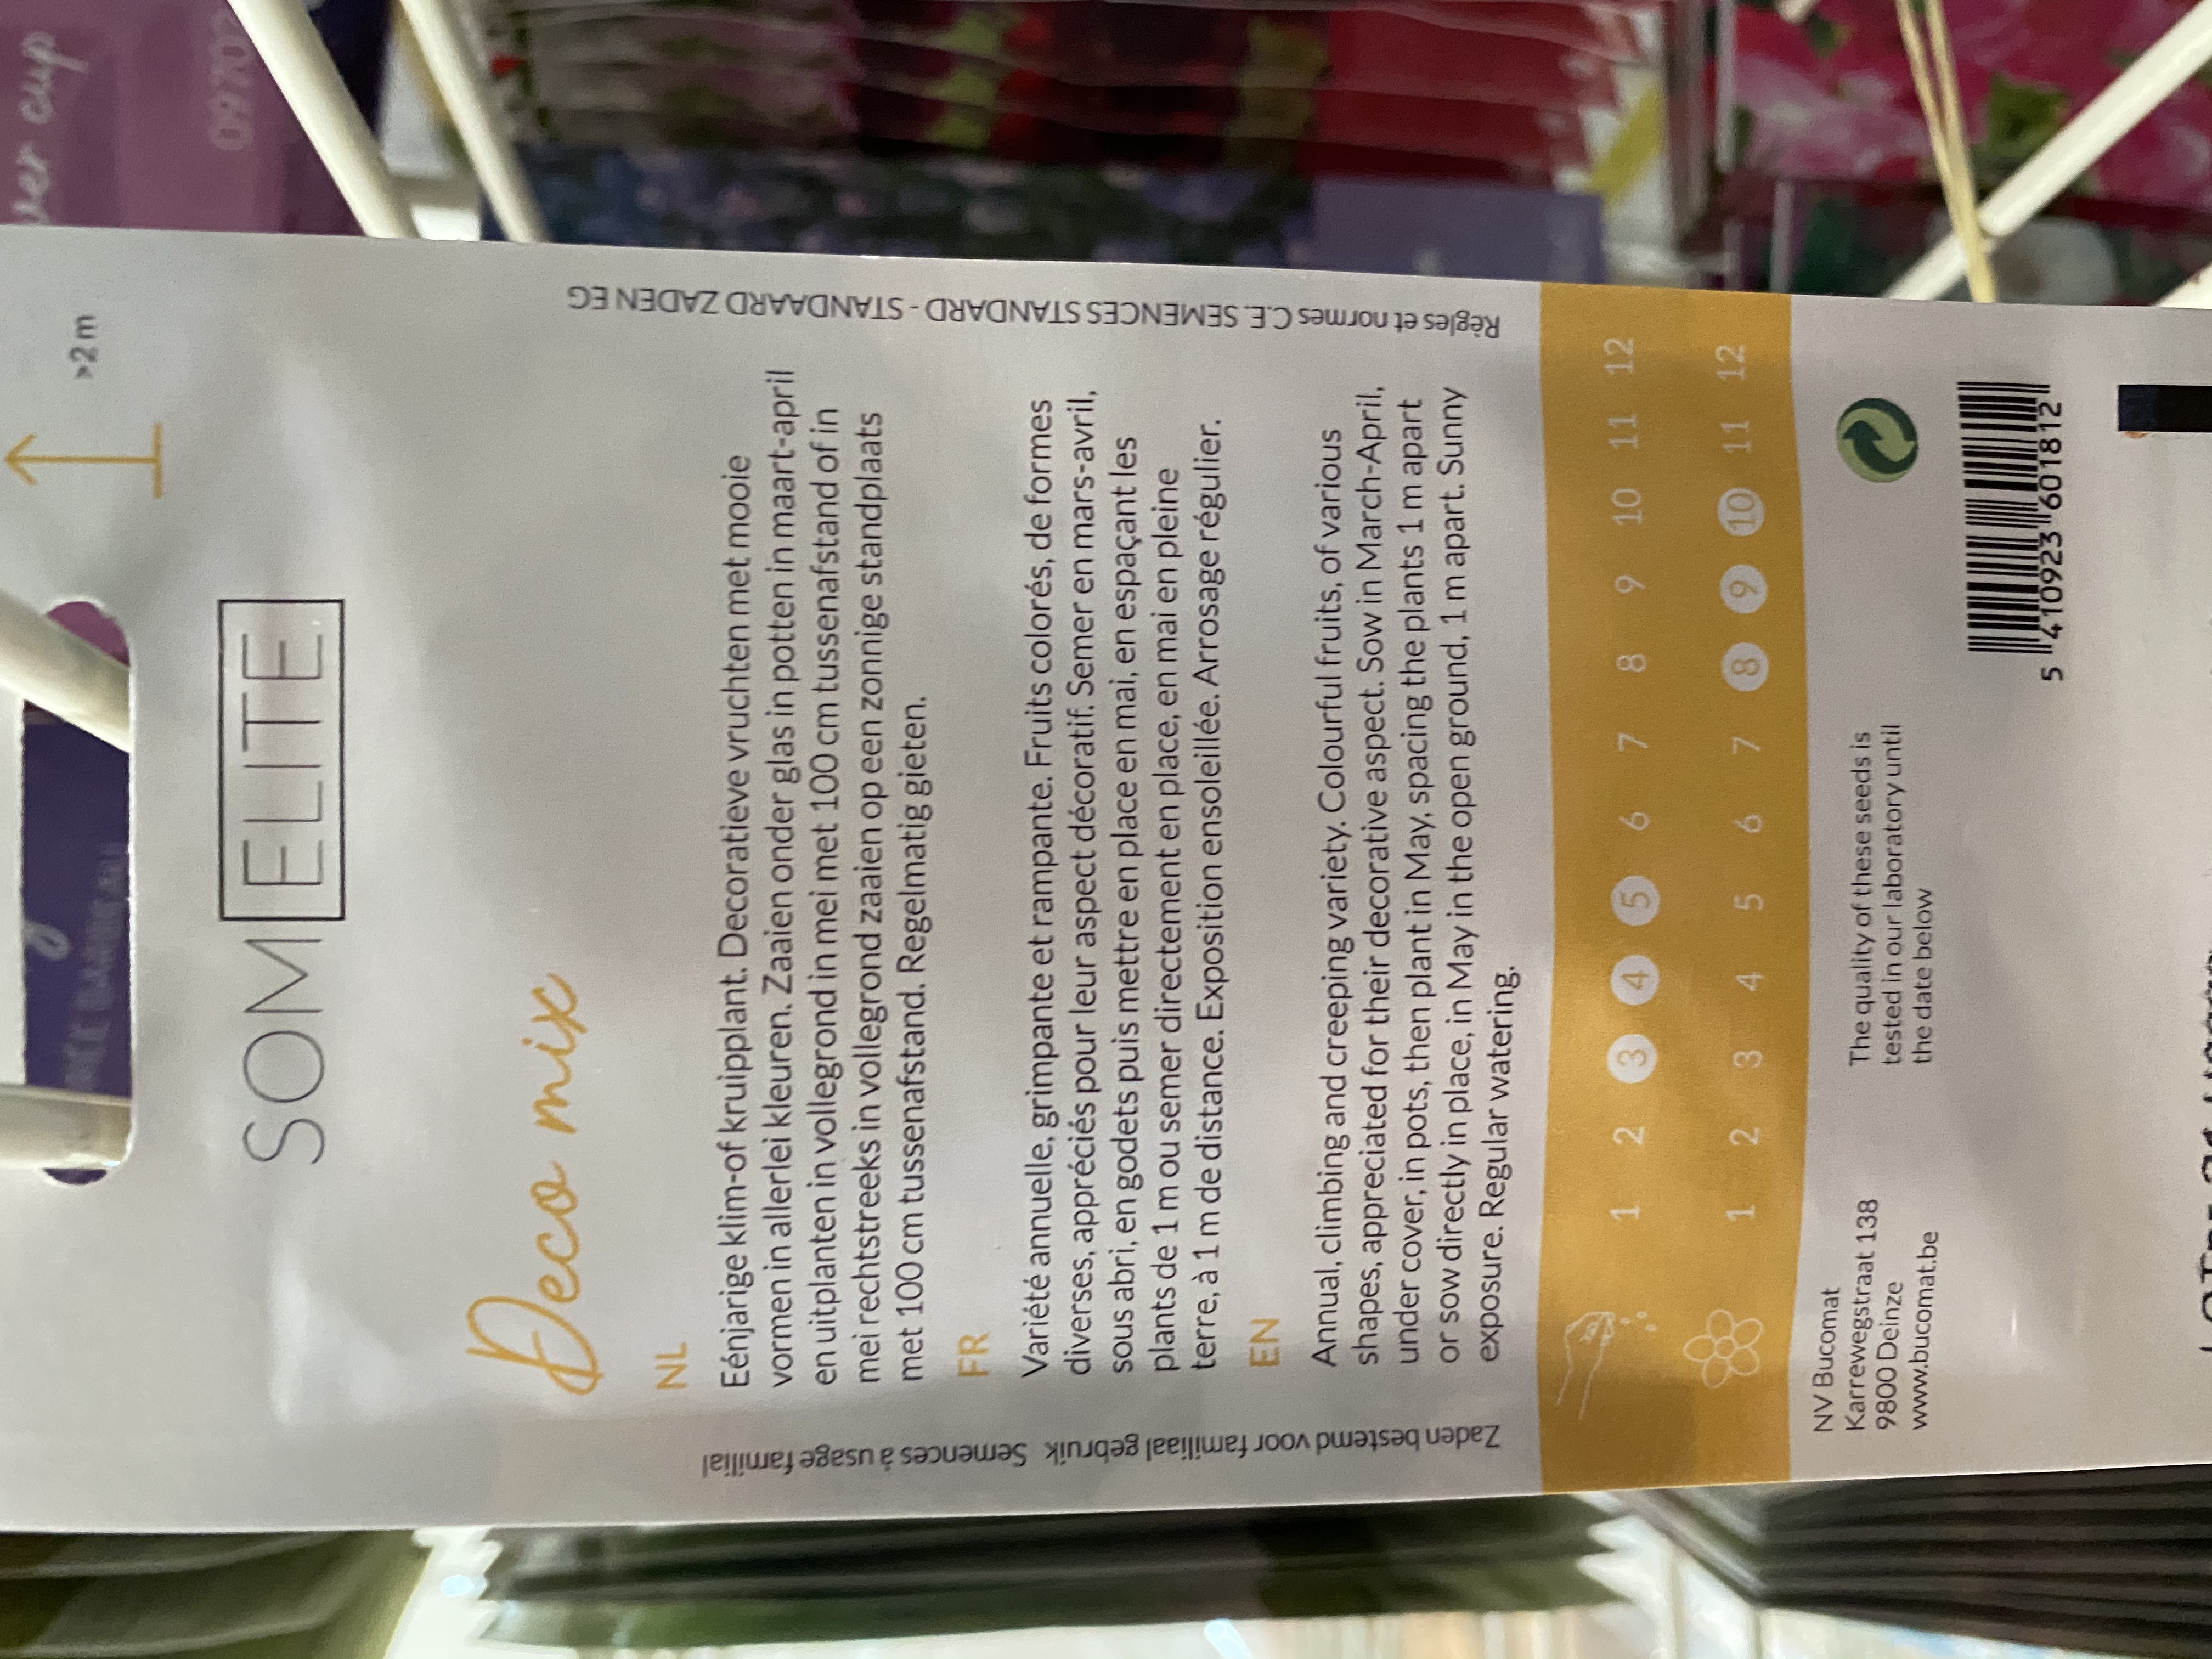 >2 m
SOM ELITE
Deco mix
NL
Eénjarige klim-of kruipplant. Decoratieve vruchten met mooie
vormen in allerlei kleuren. Zaaien onder glas in potten in maart-april
en uitplanten in vollegrond in mei met 100 cm tussenafstand of in
mei rechtstreeks in vollegrond zaaien op een zonnige standplaats
met 100 cm tussenafstand. Regelmatig gieten.
FR
Variété annuelle, grimpante et rampante. Fruits colorés, de formes
diverses, appréciés pour leur aspect décoratif. Semer en mars-avril,
sous abri, en godets puis mettre en place en mai, en espaçant les
plants de 1 m ou semer directement en place, en mai en pleine
terre, à 1 m de distance. Exposition ensoleillée. Arrosage régulier.
EN
Annual, climbing and creeping variety. Colourful fruits, of various
shapes, appreciated for their decorative aspect. Sow in March-April,
under cover, in pots, then plant in May, spacing the plants 1 m apart
or sow directly in place, in May in the open ground, 1 m apart. Sunny
exposure. Regular watering.
Zaden bestemd voor familiaal gebruik Semences à usage familial
Règles et normes C.E. SEMENCES STANDARD - STANDAARD ZADEN EG
1 2 3 4 5 6 7 8 9 10 11 12
1 2 3 4 5 6 7 8 9 10 11 12
NV Bucomat
Karrewegstraat 138
9800 Deinze
www.bucomat.be
The quality of these seeds is
tested in our laboratory until
the date below
5 410923 601812
cup